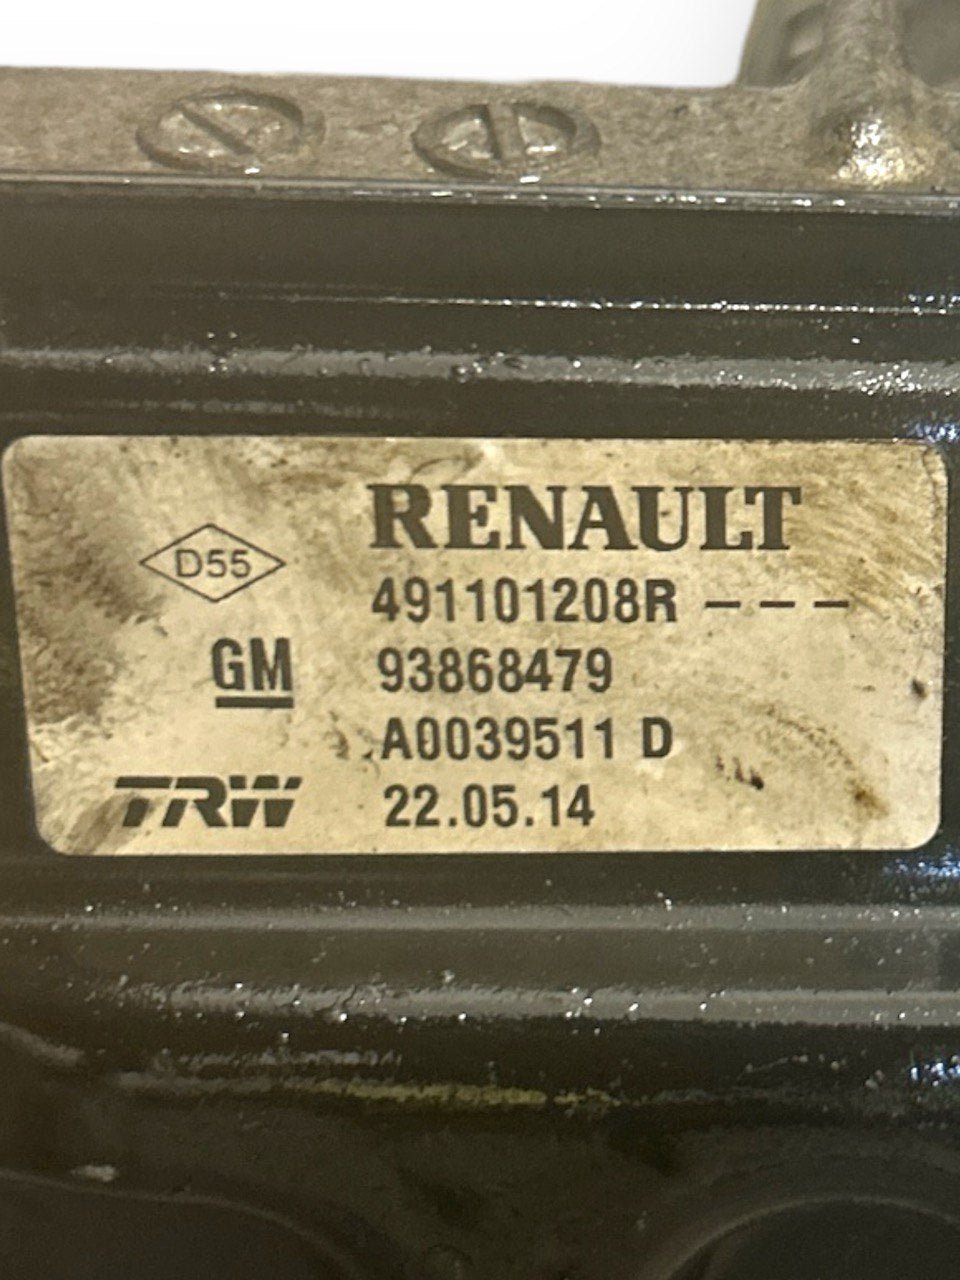 RENAULT
D55
491101208R – – –
GM 93868479
A0039511 D
TRW 22.05.14